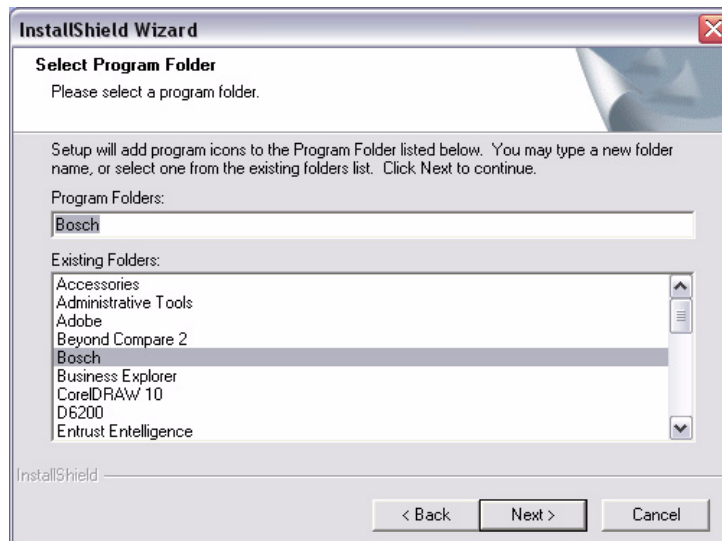 InstallShield Wizard
Select Program Folder
Please select a program folder.
Setup will add program icons to the Program Folder listed below. You may type a new folder
name, or select one from the existing folders list. Click Next to continue.
Program Folders:
Bosch
Existing Folders:
Accessories
Administrative Tools
Adobe
Beyond Compare 2
Bosch
Business Explorer
CorelDRAW 10
D6200
Entrust Entelligence
InstallShield
< Back
Next >
Cancel